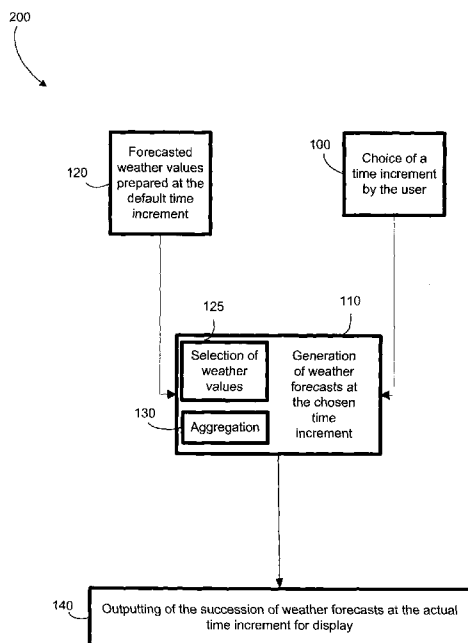 200
120
Forecasted
weather values
prepared at the
default time
increment
100
Choice of a
time increment
by the user
125
110
Selection of
weather
values
130
Aggregation
Generation
of weather
forecasts at
the chosen
time
increment
140
Outputting of the succession of weather forecasts at the actual
time increment for display